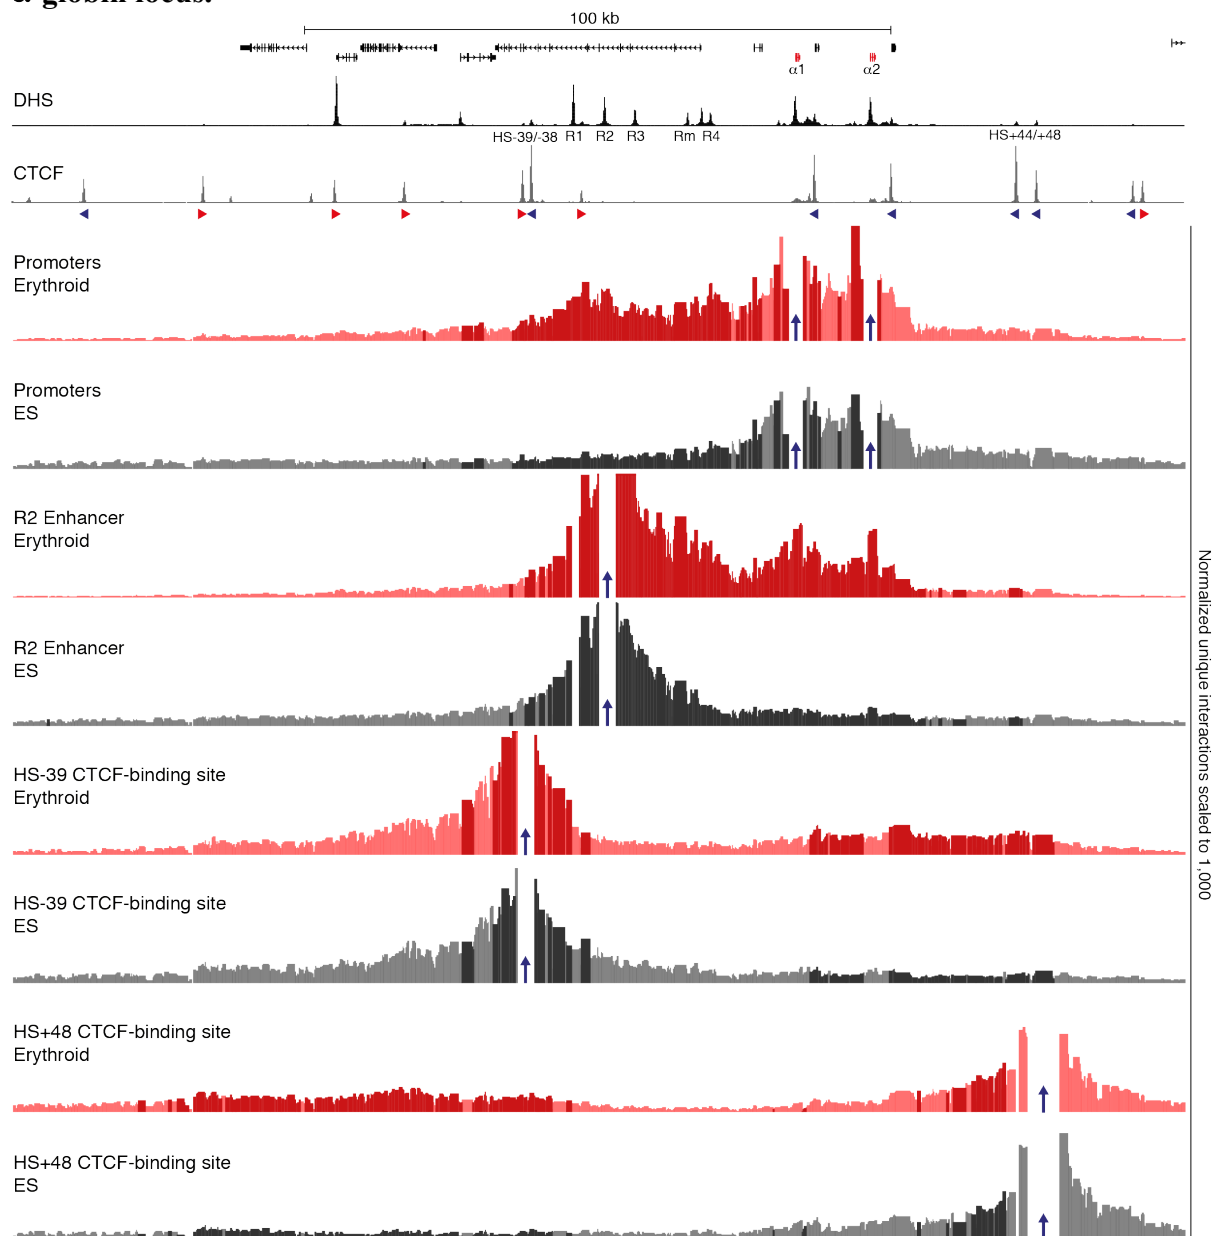 α-globin locus.
100 kb
α1 α2
DHS
HS-39/-38 R1 R2 R3 Rm R4 HS+44/+48
CTCF
Promoters
Erythroid
Promoters
ES
R2 Enhancer
Erythroid
R2 Enhancer
ES
HS-39 CTCF-binding site
Erythroid
HS-39 CTCF-binding site
ES
HS+48 CTCF-binding site
Erythroid
HS+48 CTCF-binding site
ES
Normalized unique interactions scaled to 1,000